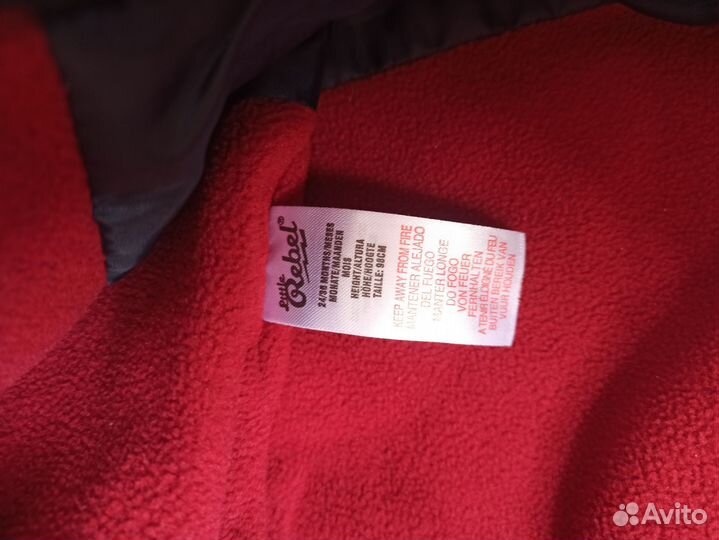 Little
Rebel®
24/36 MONTHS/MESES
MONATE/MAANDEN
MOIS
HEIGHT/ALTURA
HÖHE/HOOGTE
TAILLE: 98CM
KEEP AWAY FROM FIRE
MANTENER ALEJADO
DEL FUEGO
MANTER LONGE
DO FOGO
VON FEUER
FERNHALTEN
A TENIR ÉLOIGNÉ DU FEU
BUITEN BEREIK VAN
VUUR HOUDEN
Avito